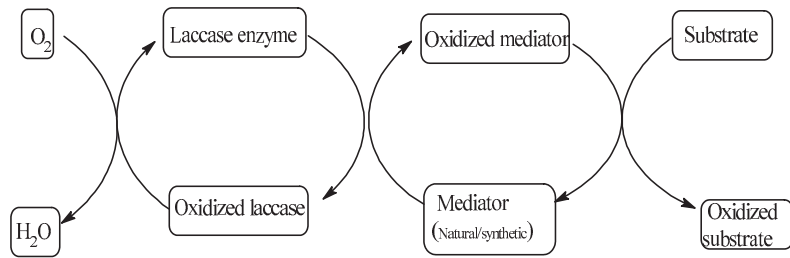 O2
Laccase enzyme
Oxidized mediator
Substrate
H2O
Oxidized laccase
Mediator
(Natural/synthetic)
Oxidized
substrate